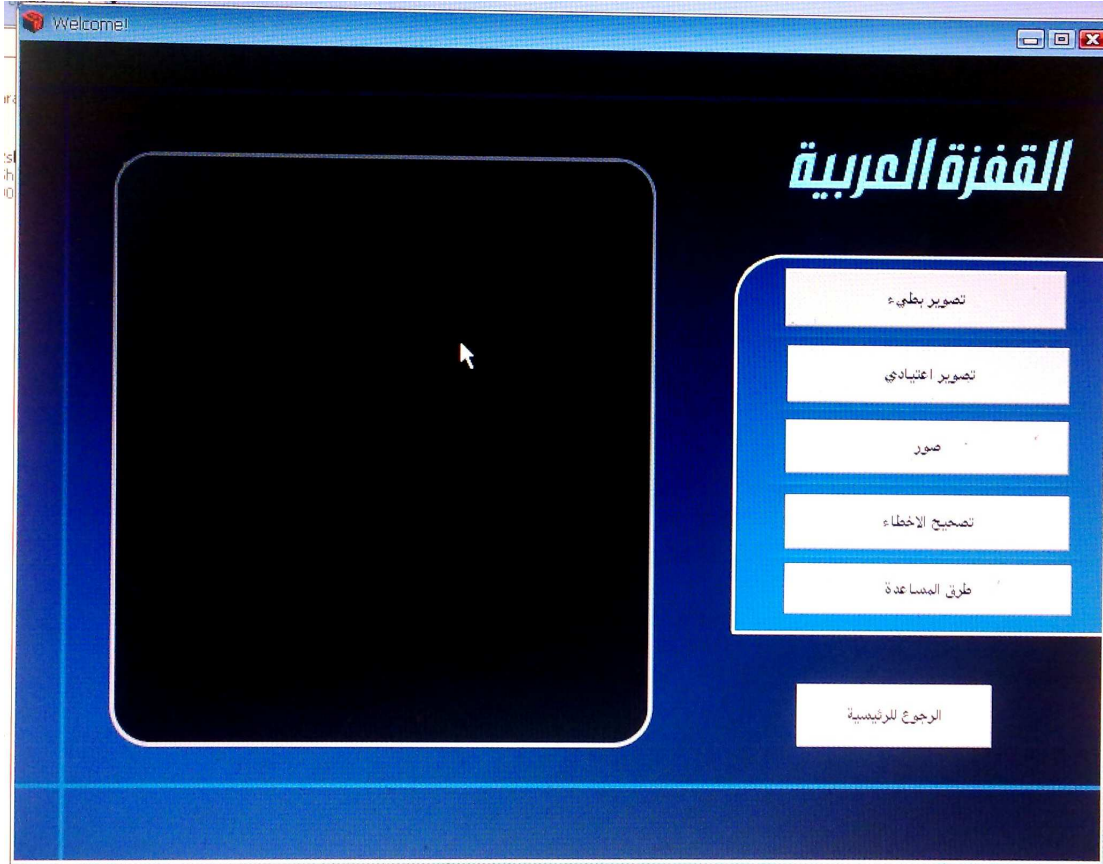 Welcome!
القفزة العربية
تصوير بطيء
تصوير اعتيادي
صور
تصحيح الاخطاء
طرق المساعدة
الرجوع للرئيسية